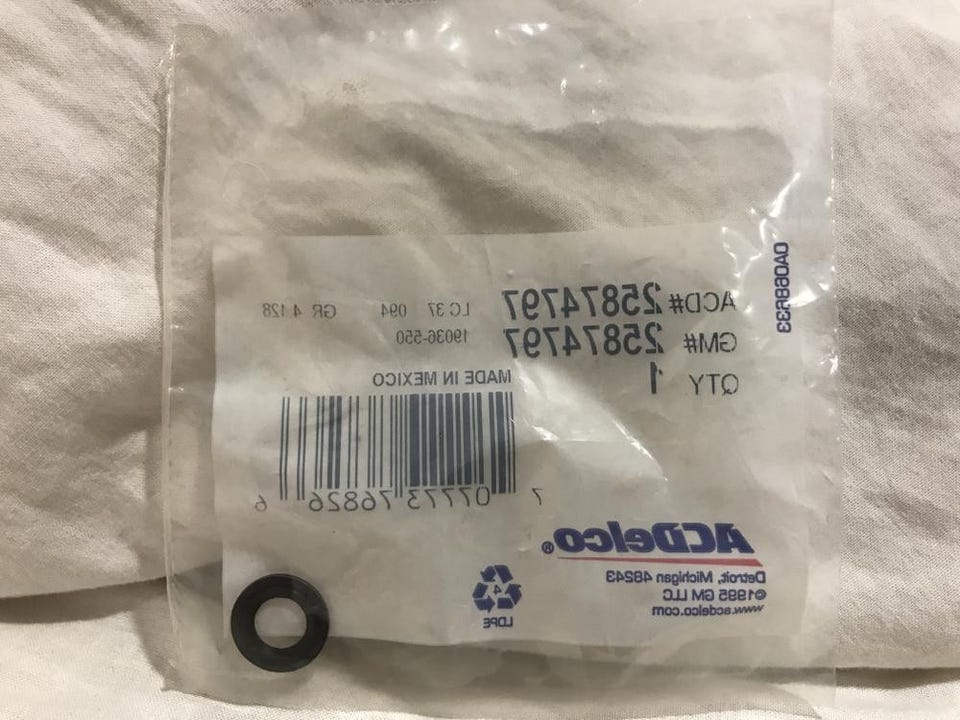 ACD# 25874797 LC 37 094 GR 4.128
GM# 25874797 19036-550
QTY 1
MADE IN MEXICO
7 07773 76826 6
ACDelco®
Detroit, Michigan 48243
©1995 GM LLC
www.acdelco.com
4
LDPE